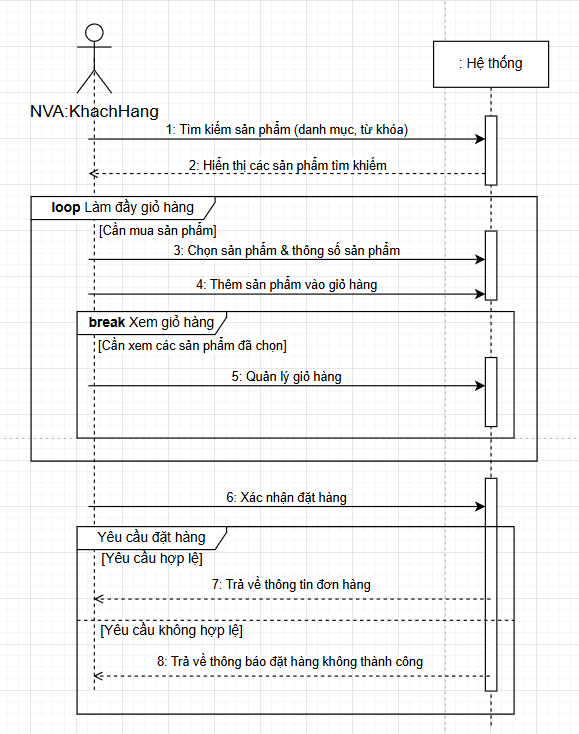 : Hệ thống
NVA:KhachHang
1: Tìm kiếm sản phẩm (danh mục, từ khóa)
2: Hiển thị các sản phẩm tìm khiếm
loop Làm đầy giỏ hàng
[Cần mua sản phẩm]
3: Chọn sản phẩm & thông số sản phẩm
4: Thêm sản phẩm vào giỏ hàng
break Xem giỏ hàng
[Cần xem các sản phẩm đã chọn]
5: Quản lý giỏ hàng
6: Xác nhận đặt hàng
Yêu cầu đặt hàng
[Yêu cầu hợp lệ]
7: Trả về thông tin đơn hàng
[Yêu cầu không hợp lệ]
8: Trả về thông báo đặt hàng không thành công